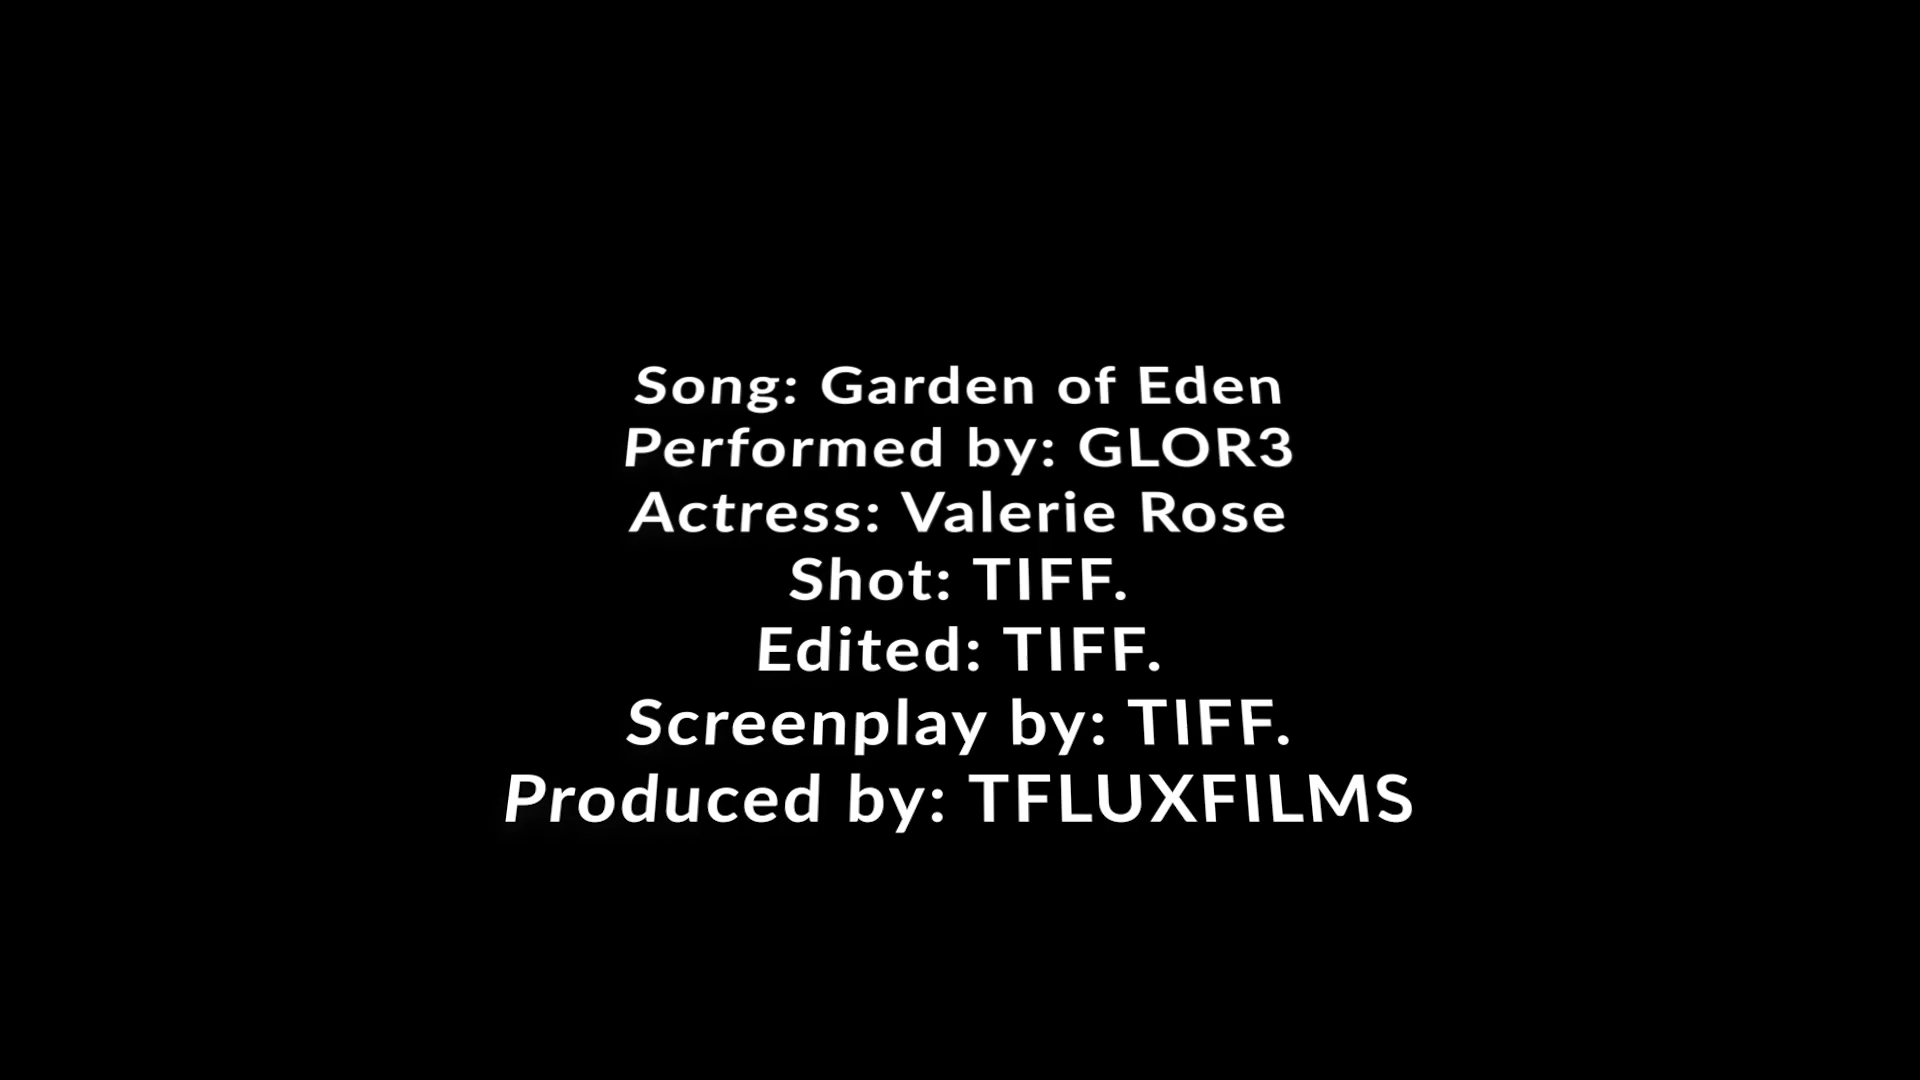 Song: Garden of Eden
Performed by: GLOR3
Actress: Valerie Rose
Shot: TIFF.
Edited: TIFF.
Screenplay by: TIFF.
Produced by: TFLUXFILMS